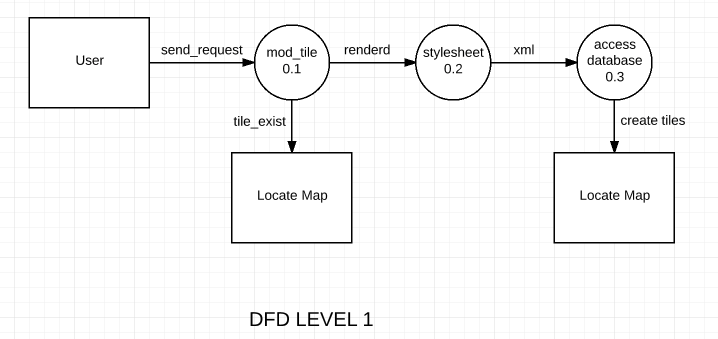 User
send_request
mod_tile
0.1
renderd
stylesheet
0.2
xml
access
database
0.3
tile_exist
create tiles
Locate Map
Locate Map
DFD LEVEL 1